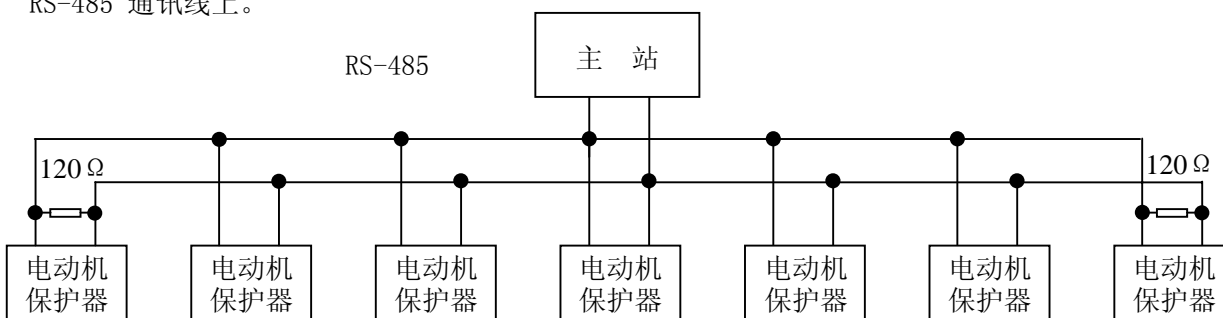 RS-485 通讯线上。
主 站
RS-485
120Ω
120Ω
电动机
保护器
电动机
保护器
电动机
保护器
电动机
保护器
电动机
保护器
电动机
保护器
电动机
保护器